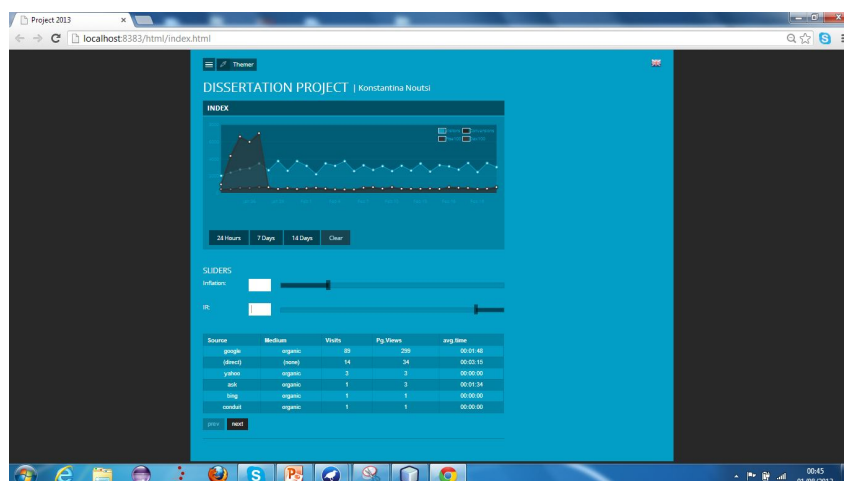 Project 2013
localhost:8383/html/index.html
Themer
DISSERTATION PROJECT | Konstantina Noutsi
INDEX
24 Hours 7 Days 14 Days Clear
SLIDERS
Inflation:
IR:
Source Medium Visits Pg.Views avg.time
google organic 89 299 00:01:48
(direct) (none) 14 34 00:03:15
yahoo organic 3 3 00:00:00
ask organic 1 3 00:01:34
bing organic 1 1 00:00:00
conduit organic 1 1 00:00:00
prev next
00:45